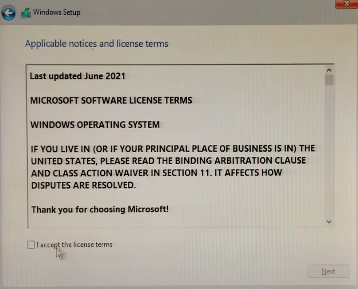 Windows Setup
Applicable notices and license terms
Last updated June 2021
MICROSOFT SOFTWARE LICENSE TERMS
WINDOWS OPERATING SYSTEM
IF YOU LIVE IN (OR IF YOUR PRINCIPAL PLACE OF BUSINESS IS IN) THE
UNITED STATES, PLEASE READ THE BINDING ARBITRATION CLAUSE
AND CLASS ACTION WAIVER IN SECTION 11. IT AFFECTS HOW
DISPUTES ARE RESOLVED.
Thank you for choosing Microsoft!
I accept the license terms
Next